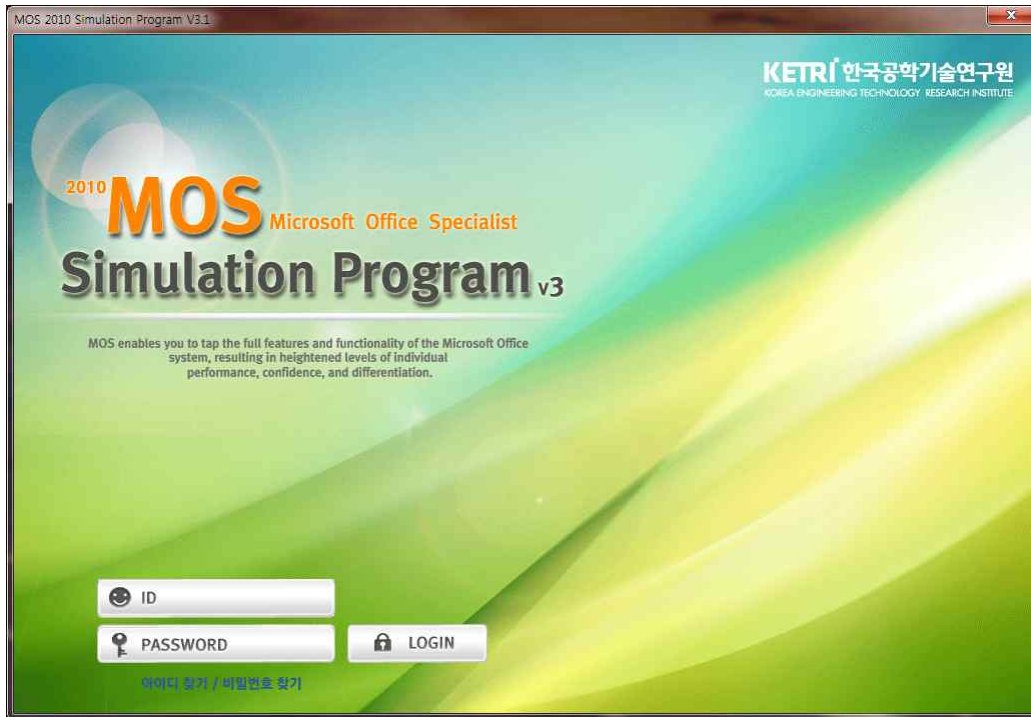 MOS 2010 Simulation Program V3.1
KETRI 한국공학기술연구원
KOREA ENGINEERING TECHNOLOGY RESEARCH INSTITUTE
2010 MOS Microsoft Office Specialist
Simulation Program v3
MOS enables you to tap the full features and functionality of the Microsoft Office
system, resulting in heightened levels of individual
performance, confidence, and differentiation.
ID
PASSWORD
LOGIN
아이디 찾기 / 비밀번호 찾기